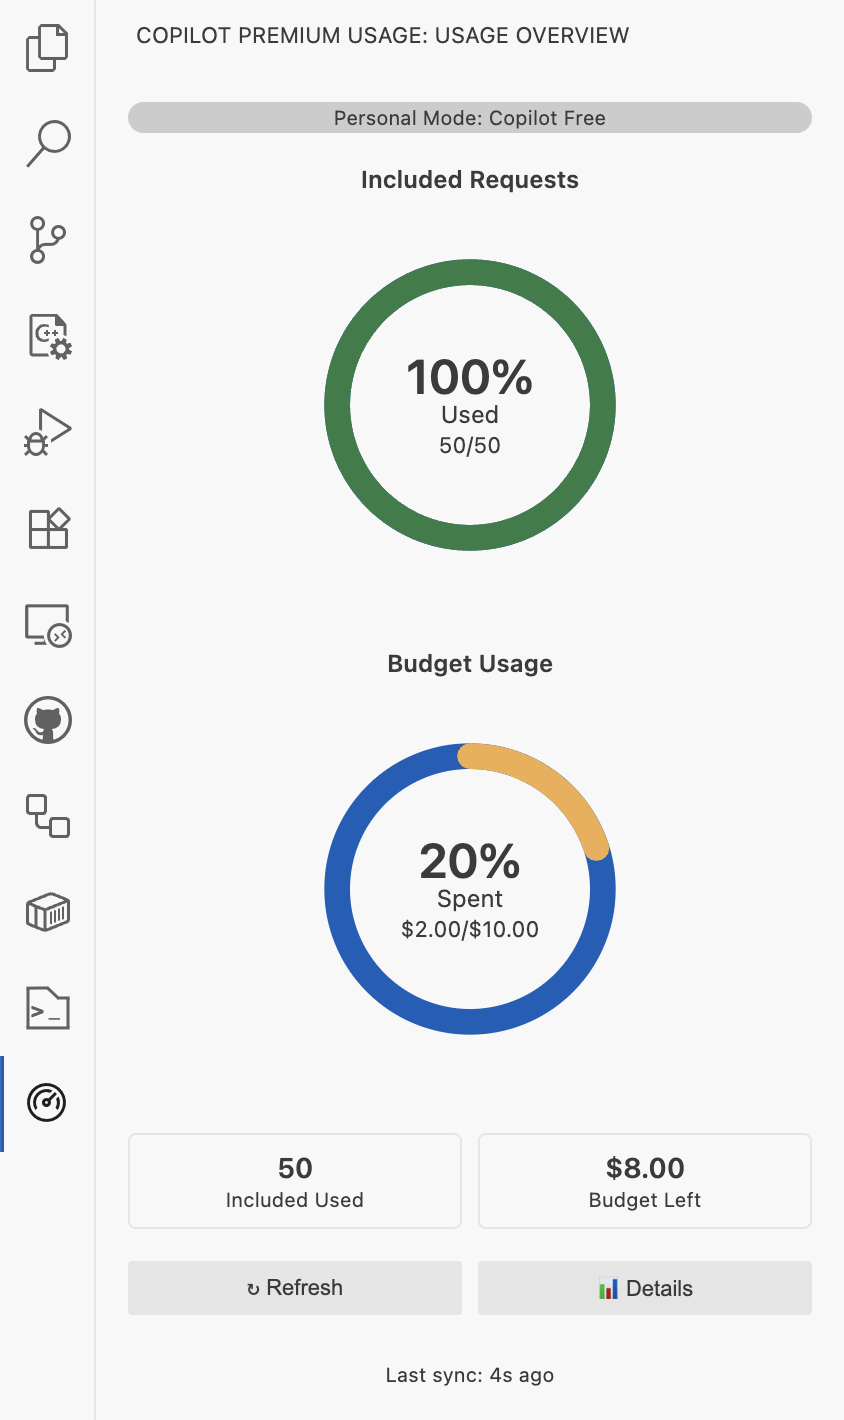 COPILOT PREMIUM USAGE: USAGE OVERVIEW
Personal Mode: Copilot Free
Included Requests
100%
Used
50/50
Budget Usage
20%
Spent
$2.00/$10.00
50
Included Used
$8.00
Budget Left
↻ Refresh
📊 Details
Last sync: 4s ago
C++
>_